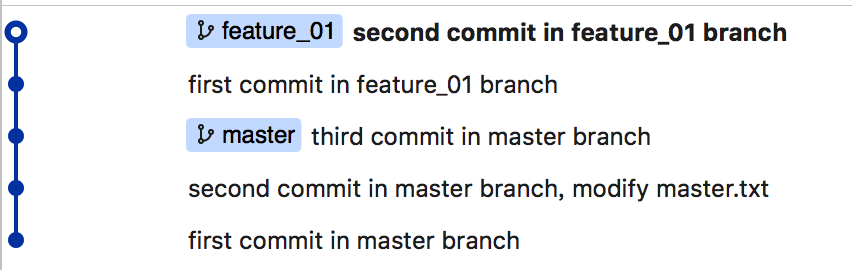 feature_01 second commit in feature_01 branch
first commit in feature_01 branch
master third commit in master branch
second commit in master branch, modify master.txt
first commit in master branch